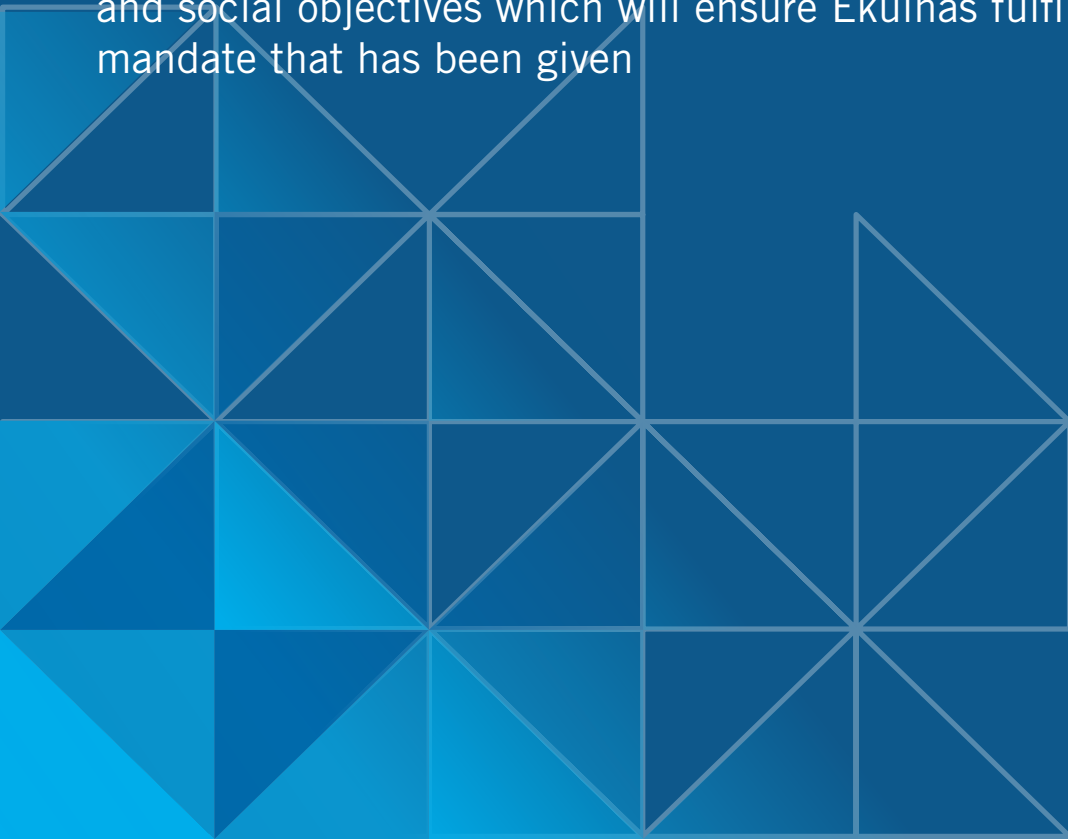 and social objectives which will ensure Ekuinas fulfi
mandate that has been given